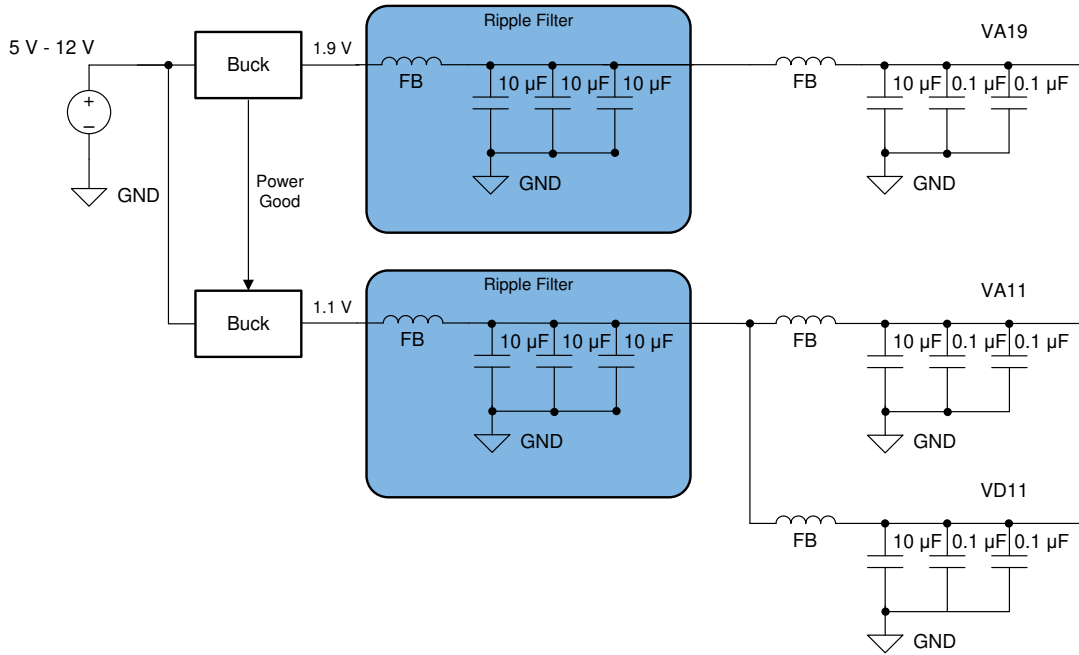 Ripple Filter
5 V - 12 V
Buck
1.9 V
VA19
+
–
FB
10 µF 10 µF 10 µF
FB
10 µF 0.1 µF 0.1 µF
GND
Power
Good
GND
GND
Ripple Filter
Buck
1.1 V
VA11
FB
10 µF 10 µF 10 µF
FB
10 µF 0.1 µF 0.1 µF
GND
GND
VD11
FB
10 µF 0.1 µF 0.1 µF
GND